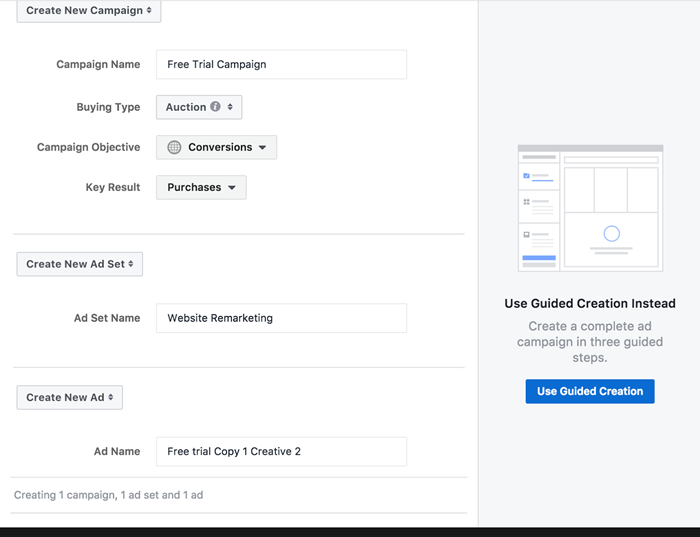 Create New Campaign
Campaign Name Free Trial Campaign
Buying Type Auction
Campaign Objective Conversions
Key Result Purchases
Create New Ad Set
Ad Set Name Website Remarketing
Create New Ad
Ad Name Free trial Copy 1 Creative 2
Creating 1 campaign, 1 ad set and 1 ad
Use Guided Creation Instead
Create a complete ad
campaign in three guided
steps.
Use Guided Creation